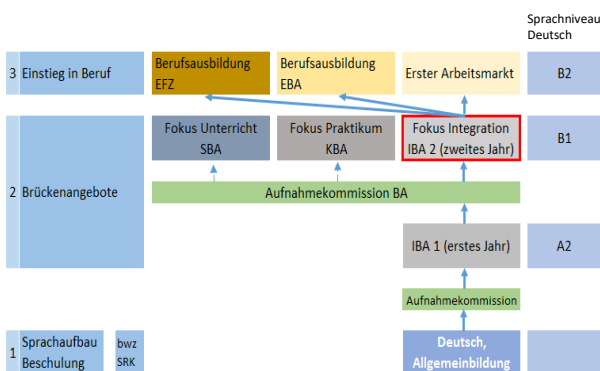 Sprachniveau
Deutsch
3 Einstieg in Beruf
Berufsausbildung
EFZ
Berufsausbildung
EBA
Erster Arbeitsmarkt
B2
2 Brückenangebote
Fokus Unterricht
SBA
Fokus Praktikum
KBA
Fokus Integration
IBA 2 (zweites Jahr)
B1
Aufnahmekommission BA
IBA 1 (erstes Jahr)
A2
Aufnahmekommission
1 Sprachaufbau
Beschulung
bwz
SRK
Deutsch,
Allgemeinbildung